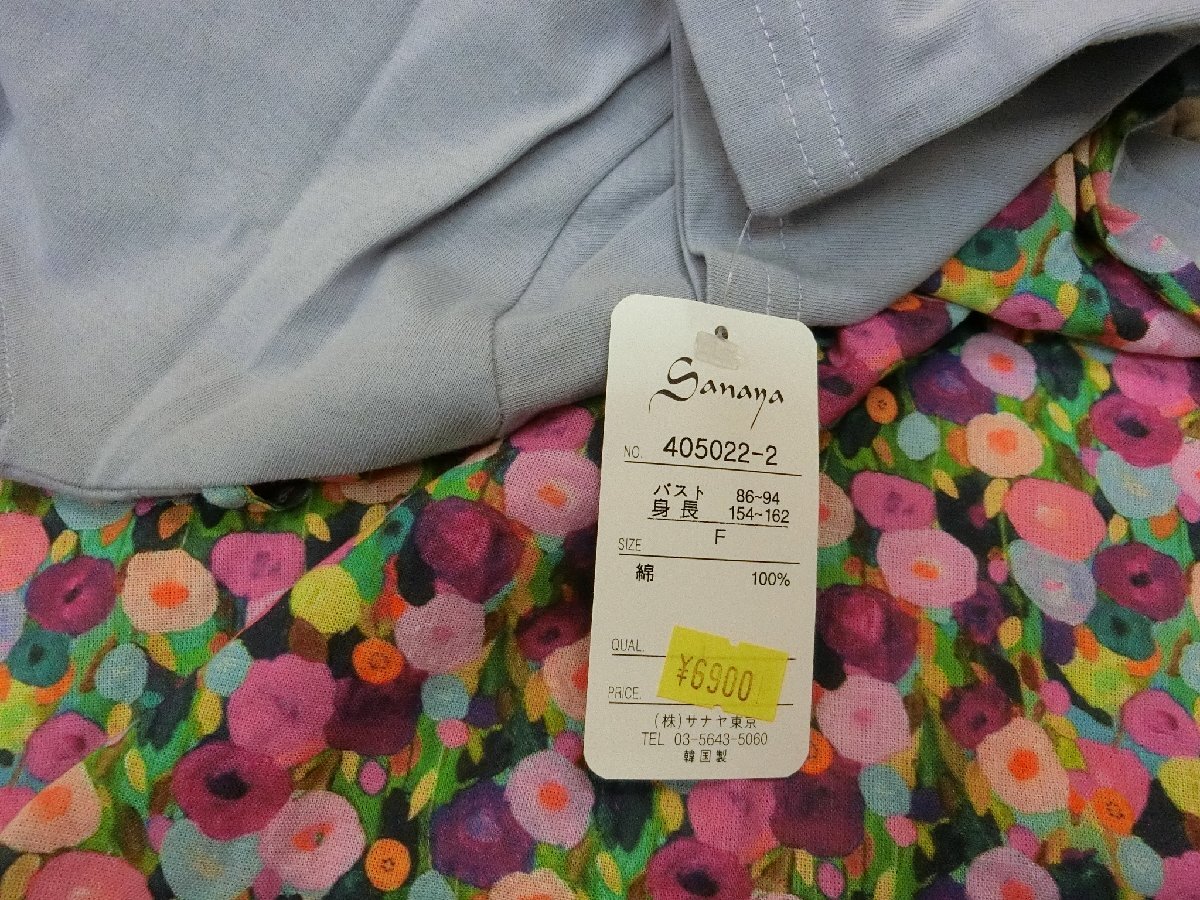 Sanaya
NO. 405022-2
バスト 86~94
身長 154~162
SIZE F
綿 100%
QUAL.
PRICE. ¥6900
(株)サナヤ東京
TEL 03-5643-5060
韓国製